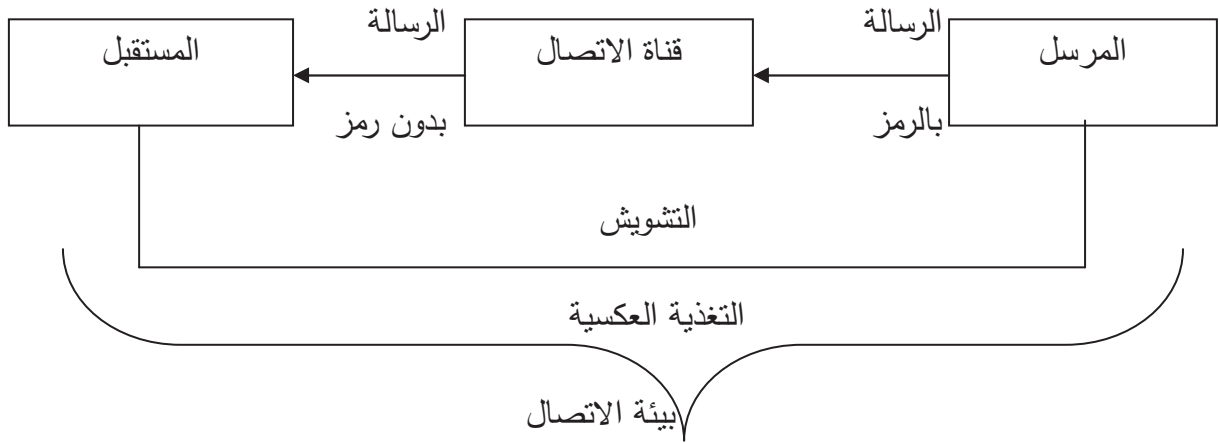 الرسالة
الرسالة
المرسل
قناة الاتصال
المستقبل
بالرمز
بدون رمز
التشويش
التغذية العكسية
بيئة الاتصال